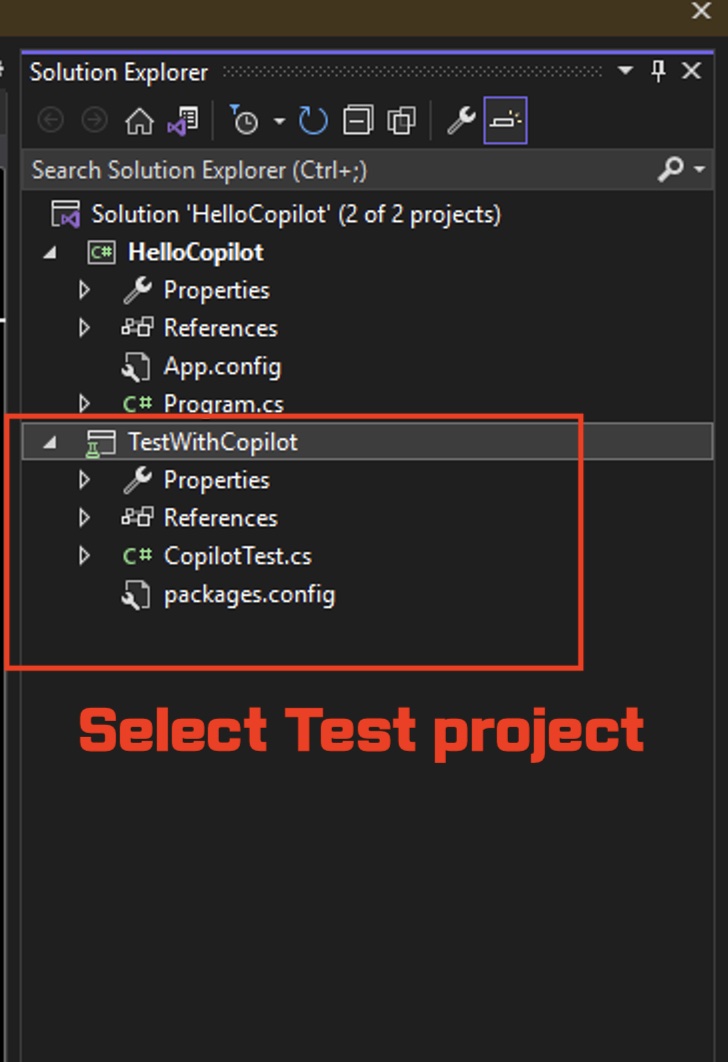 Solution Explorer
Search Solution Explorer (Ctrl+;)
Solution 'HelloCopilot' (2 of 2 projects)
C# HelloCopilot
Properties
References
App.config
C# Program.cs
TestWithCopilot
Properties
References
C# CopilotTest.cs
packages.config
Select Test project